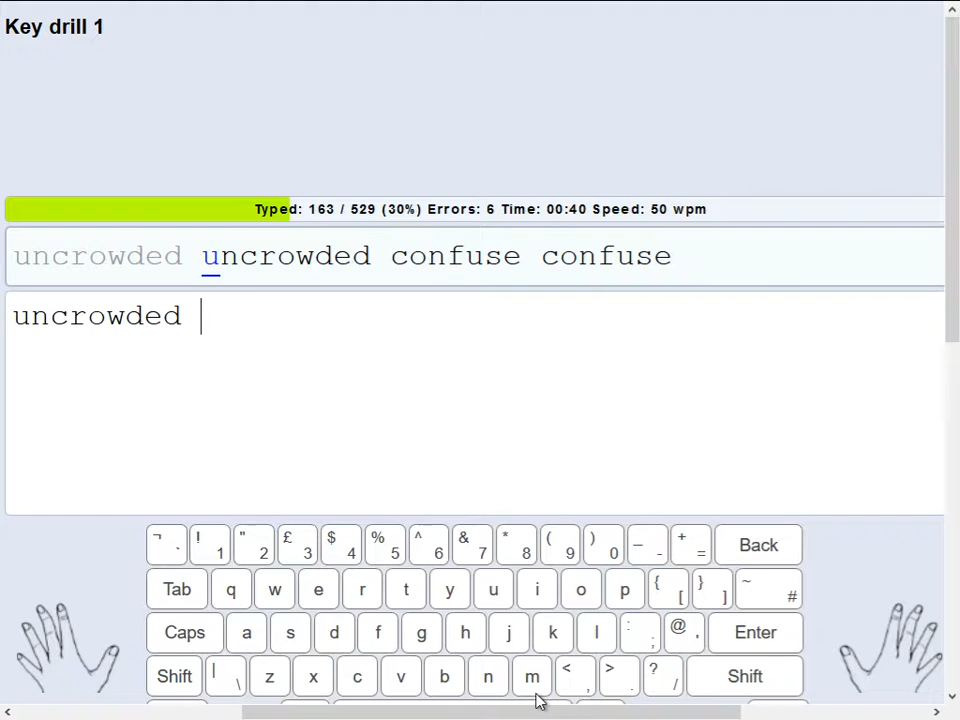 Key drill 1
Typed: 163 / 529 (30%) Errors: 6 Time: 00:40 Speed: 50 wpm
uncrowded uncrowded confuse confuse
uncrowded
¬ ` ! 1 " 2 £ 3 $ 4 % 5 ^ 6 & 7 * 8 ( 9 ) 0 _ - + = Back
Tab q w e r t y u i o p { [ } ] ~ #
Caps a s d f g h j k l : ; @ ' Enter
Shift | \ z x c v b n m < , > . ? / Shift